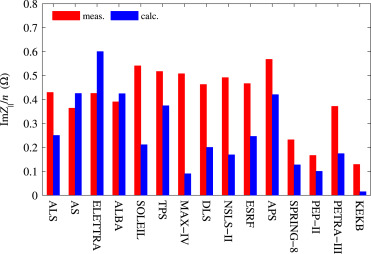 0.8
0.7
0.6
0.5
0.4
0.3
0.2
0.1
0
ImZ||/n (Ω)
meas. calc.
ALS
AS
ELETTRA
ALBA
SOLEIL
TPS
MAX−IV
DLS
NSLS−II
ESRF
APS
SPRING−8
PEP−II
PETRA−III
KEKB